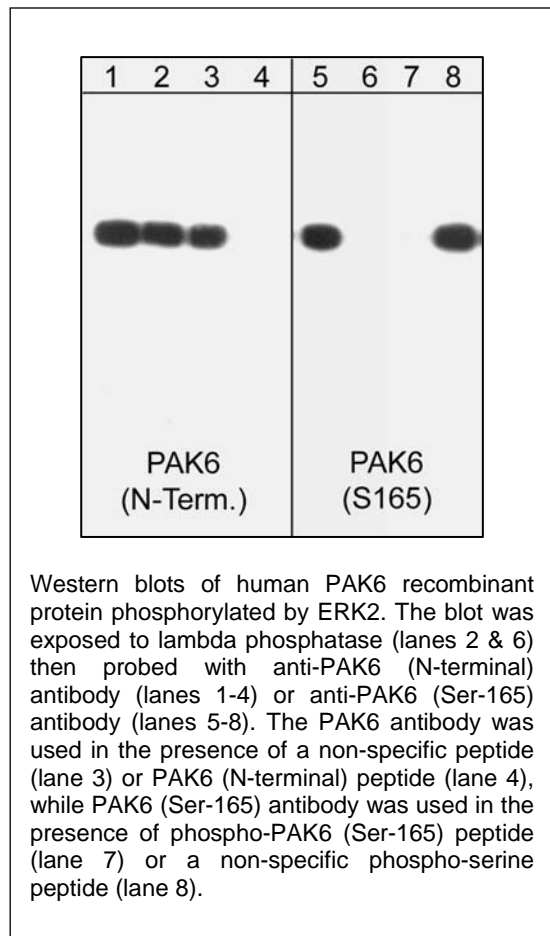 1 2 3 4 5 6 7 8
PAK6 PAK6
(N-Term.) (S165)
Western blots of human PAK6 recombinant
protein phosphorylated by ERK2. The blot was
exposed to lambda phosphatase (lanes 2 & 6)
then probed with anti-PAK6 (N-terminal)
antibody (lanes 1-4) or anti-PAK6 (Ser-165)
antibody (lanes 5-8). The PAK6 antibody was
used in the presence of a non-specific peptide
(lane 3) or PAK6 (N-terminal) peptide (lane 4),
while PAK6 (Ser-165) antibody was used in the
presence of phospho-PAK6 (Ser-165) peptide
(lane 7) or a non-specific phospho-serine
peptide (lane 8).